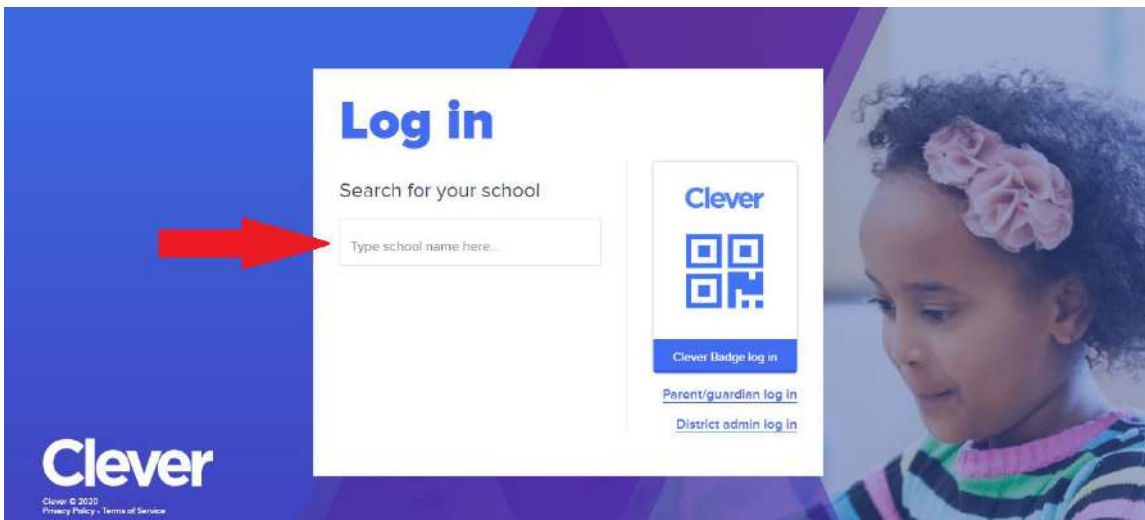 Log in
Search for your school
Type school name here...
Clever
Clever Badge log in
Parent/guardian log in
District admin log in
Clever
Clever © 2020
Privacy Policy - Terms of Service